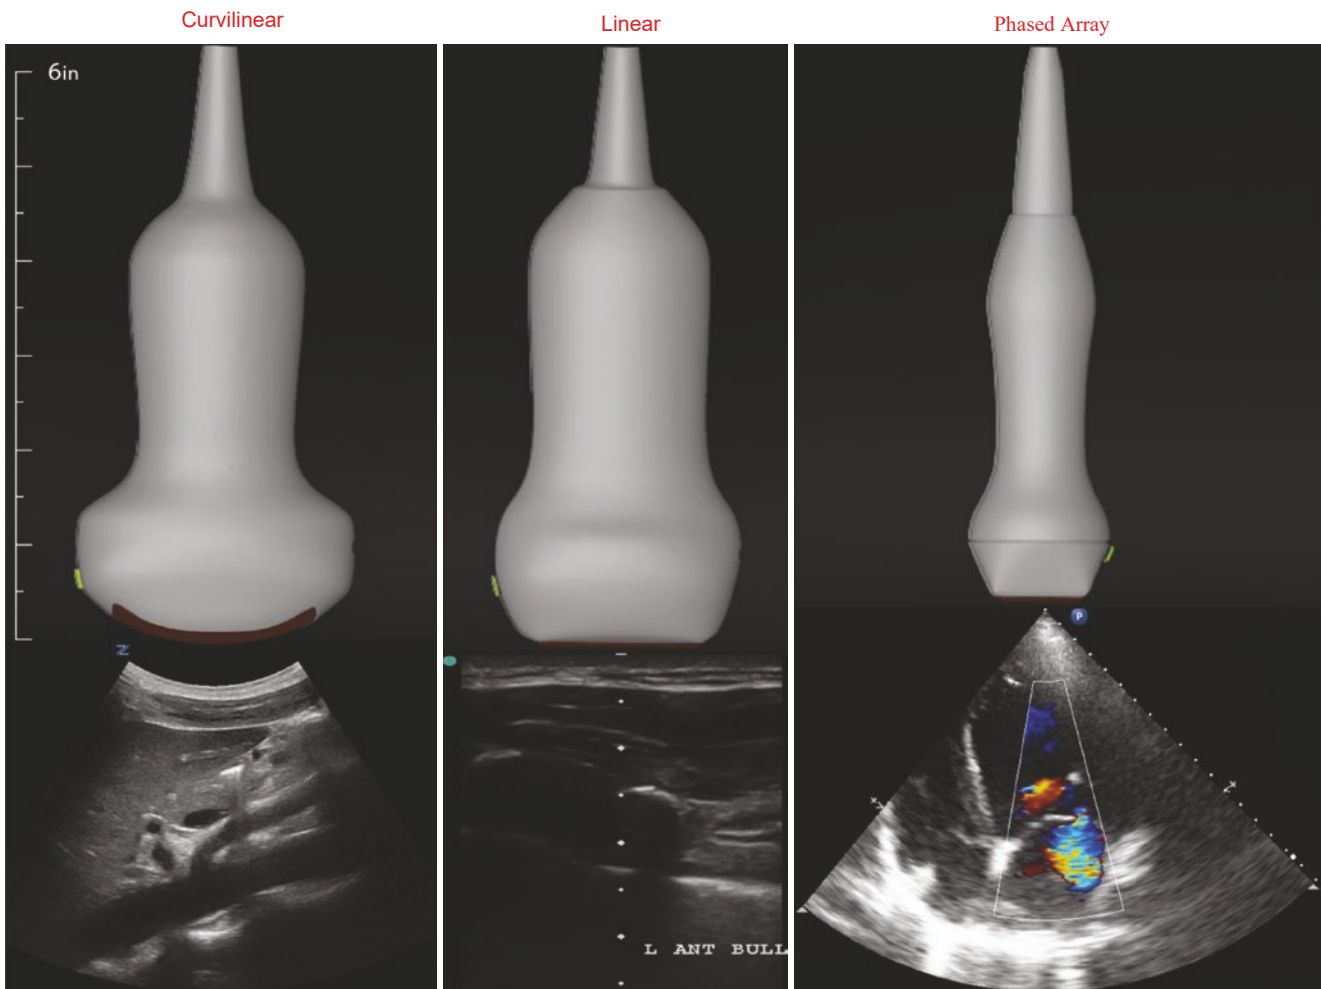 Curvilinear
Linear
Phased Array
6in
Z
P
L ANT BULL